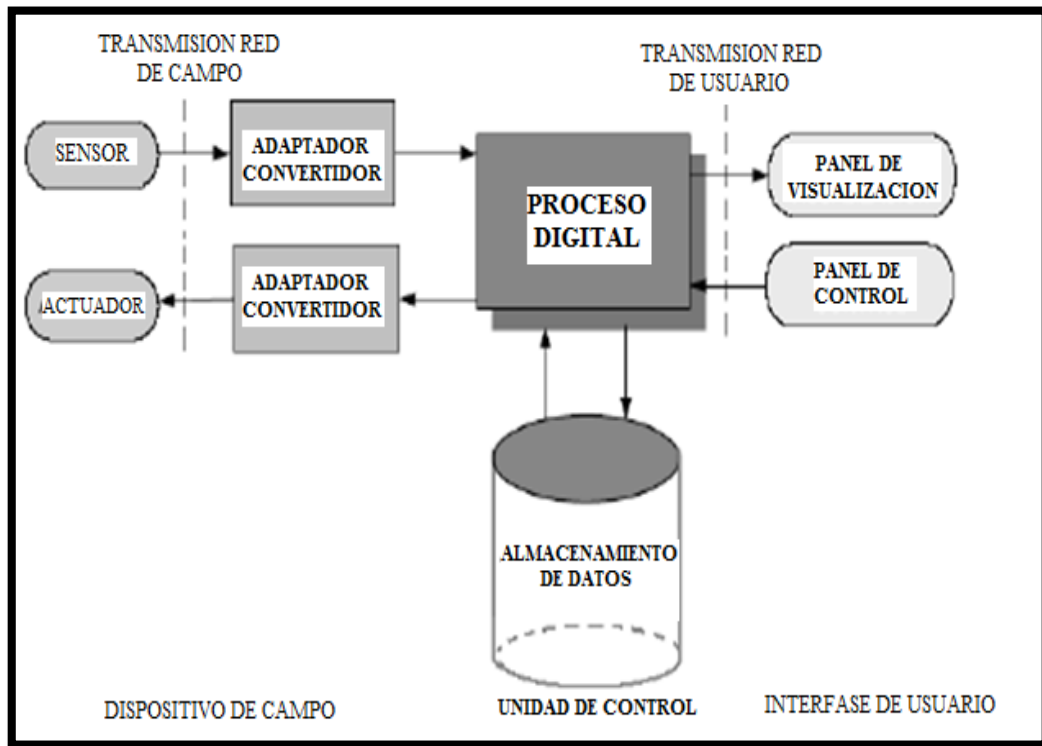 TRANSMISION RED
DE CAMPO
TRANSMISION RED
DE USUARIO
SENSOR
ADAPTADOR
CONVERTIDOR
PROCESO
DIGITAL
PANEL DE
VISUALIZACION
ACTUADOR
ADAPTADOR
CONVERTIDOR
PANEL DE
CONTROL
ALMACENAMIENTO
DE DATOS
DISPOSITIVO DE CAMPO
UNIDAD DE CONTROL
INTERFASE DE USUARIO